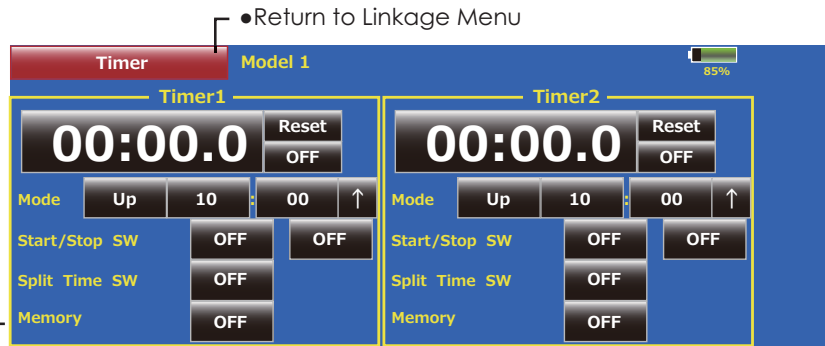 ●Return to Linkage Menu
Timer Model 1 85%
Timer1 Timer2
00:00.0 Reset 00:00.0 Reset
OFF OFF
Mode Up 10 : 00 ↑ Mode Up 10 : 00 ↑
Start/Stop SW OFF OFF Start/Stop SW OFF OFF
Split Time SW OFF Split Time SW OFF
Memory OFF Memory OFF